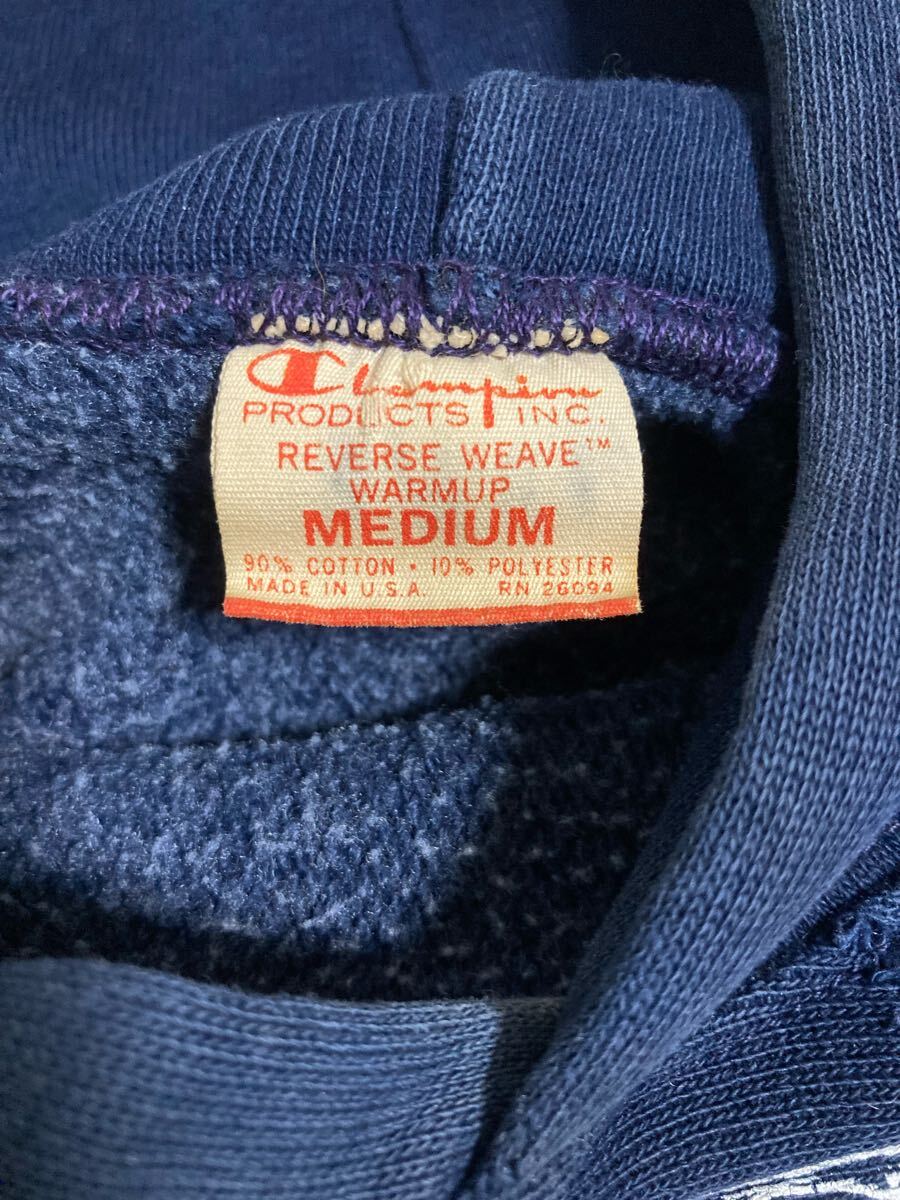 Champion
PRODUCTS INC.
REVERSE WEAVE™
WARMUP
MEDIUM
90% COTTON • 10% POLYESTER
MADE IN U.S.A. RN 26094